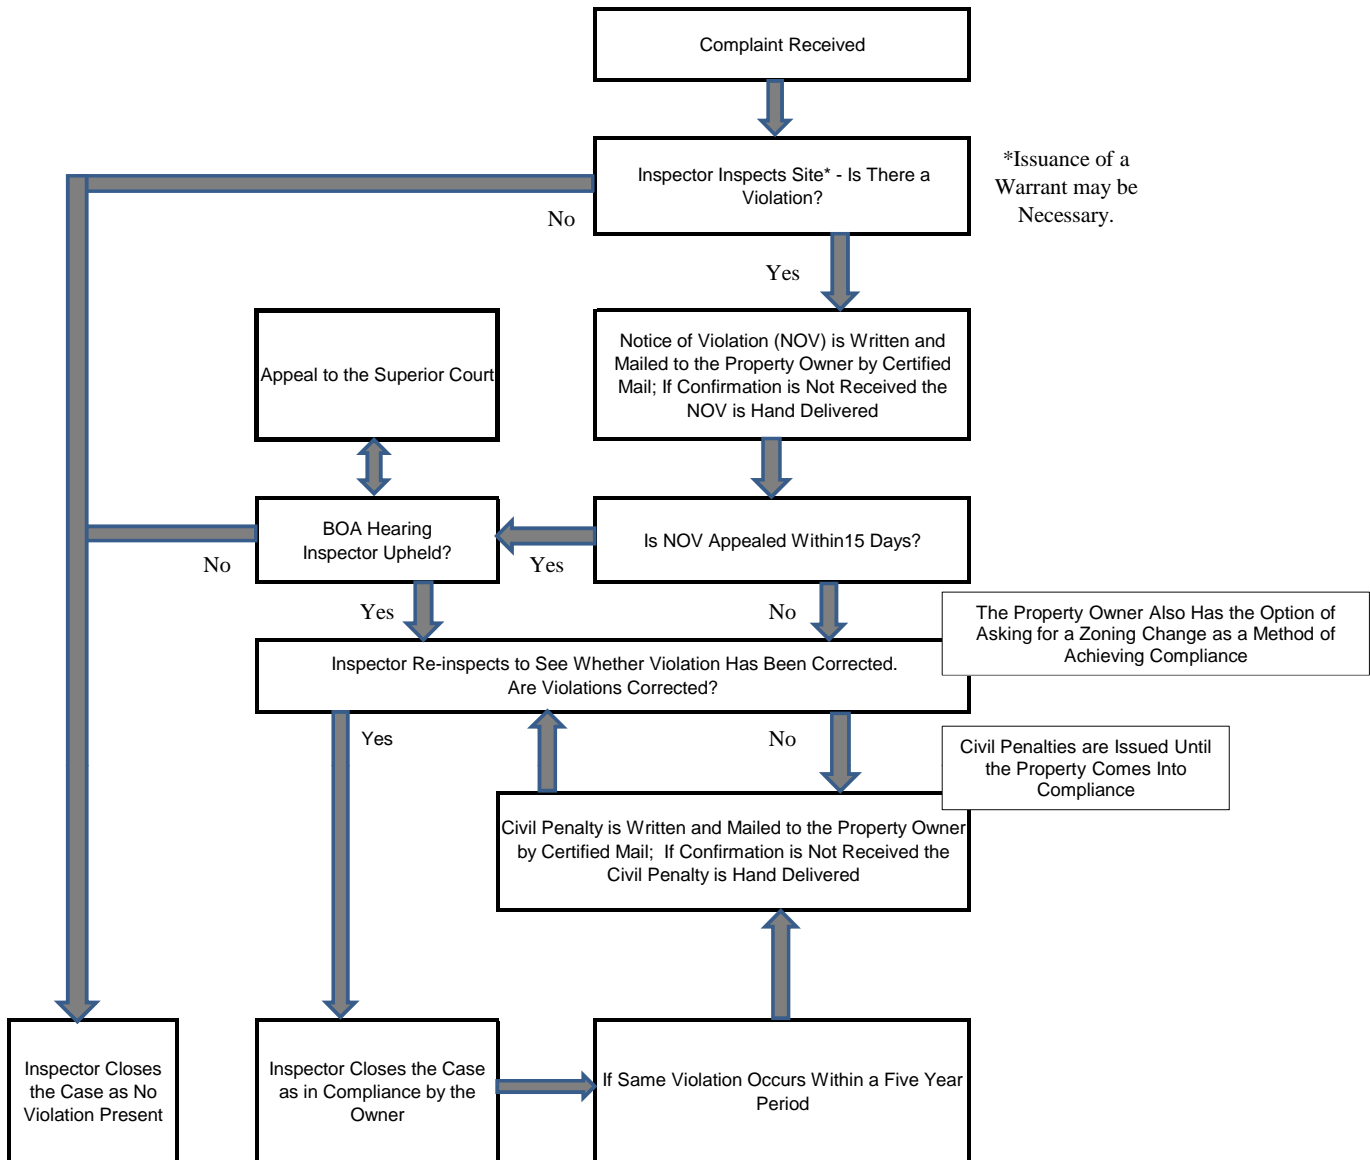 Complaint Received
Inspector Inspects Site* - Is There a
Violation?
*Issuance of a
Warrant may be
Necessary.
No
Yes
Notice of Violation (NOV) is Written and
Mailed to the Property Owner by Certified
Mail; If Confirmation is Not Received the
NOV is Hand Delivered
Appeal to the Superior Court
BOA Hearing
Inspector Upheld?
Is NOV Appealed Within15 Days?
No
Yes
Yes
No
The Property Owner Also Has the Option of
Asking for a Zoning Change as a Method of
Achieving Compliance
Inspector Re-inspects to See Whether Violation Has Been Corrected.
Are Violations Corrected?
Yes
No
Civil Penalties are Issued Until
the Property Comes Into
Compliance
Civil Penalty is Written and Mailed to the Property Owner
by Certified Mail;  If Confirmation is Not Received the
Civil Penalty is Hand Delivered
Inspector Closes
the Case as No
Violation Present
Inspector Closes the Case
as in Compliance by the
Owner
If Same Violation Occurs Within a Five Year
Period